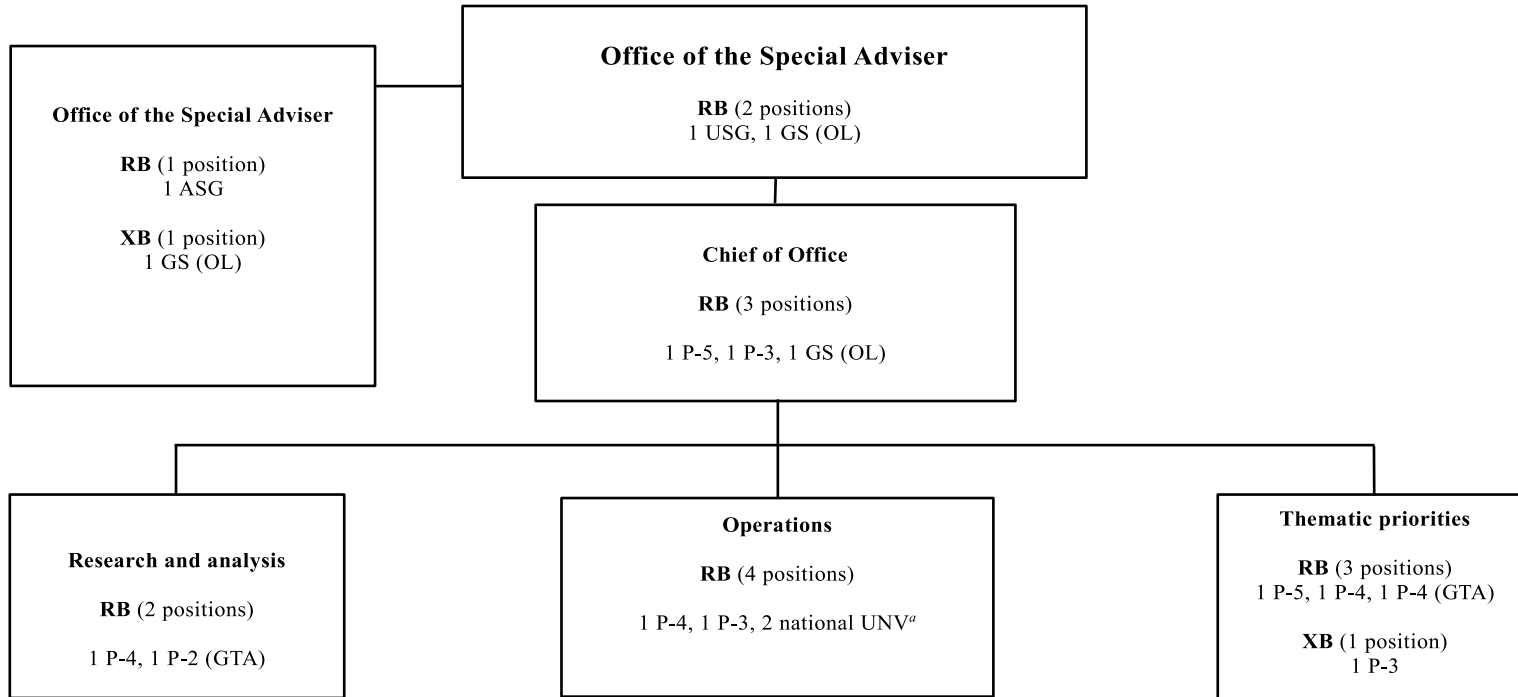 Office of the Special Adviser
RB (2 positions)
1 USG, 1 GS (OL)
Office of the Special Adviser
RB (1 position)
1 ASG
XB (1 position)
1 GS (OL)
Chief of Office
RB (3 positions)
1 P-5, 1 P-3, 1 GS (OL)
Research and analysis
RB (2 positions)
1 P-4, 1 P-2 (GTA)
Operations
RB (4 positions)
1 P-4, 1 P-3, 2 national UNVa
Thematic priorities
RB (3 positions)
1 P-5, 1 P-4, 1 P-4 (GTA)
XB (1 position)
1 P-3